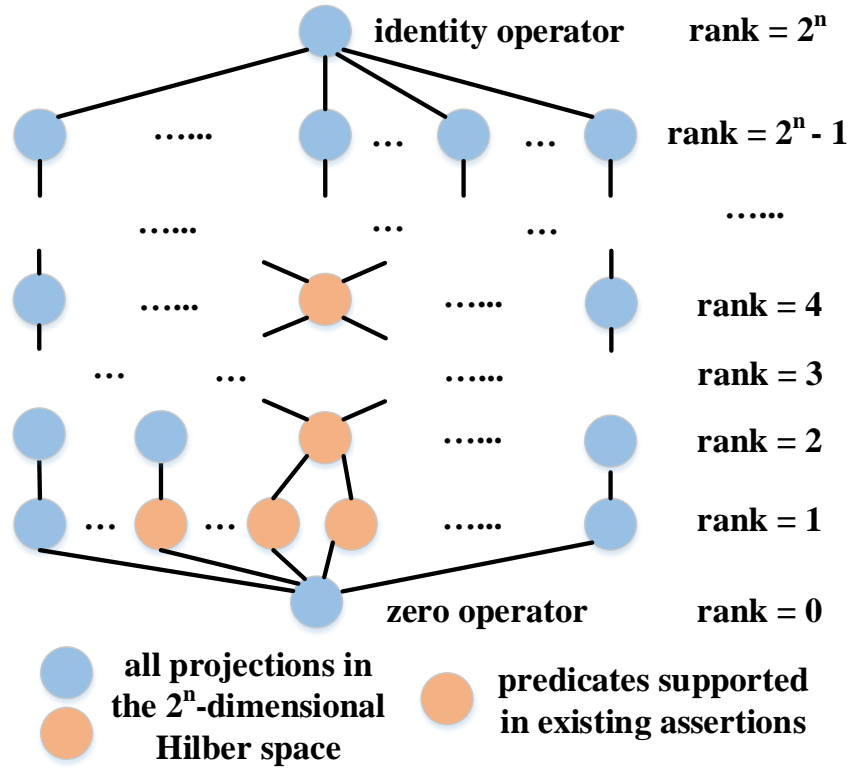 identity operator rank = 2ⁿ
…... … … rank = 2ⁿ - 1
…... … … …...
…... …... rank = 4
… … …... rank = 3
…... rank = 2
… … …... rank = 1
zero operator rank = 0
all projections in
the 2ⁿ-dimensional
Hilber space
predicates supported
in existing assertions